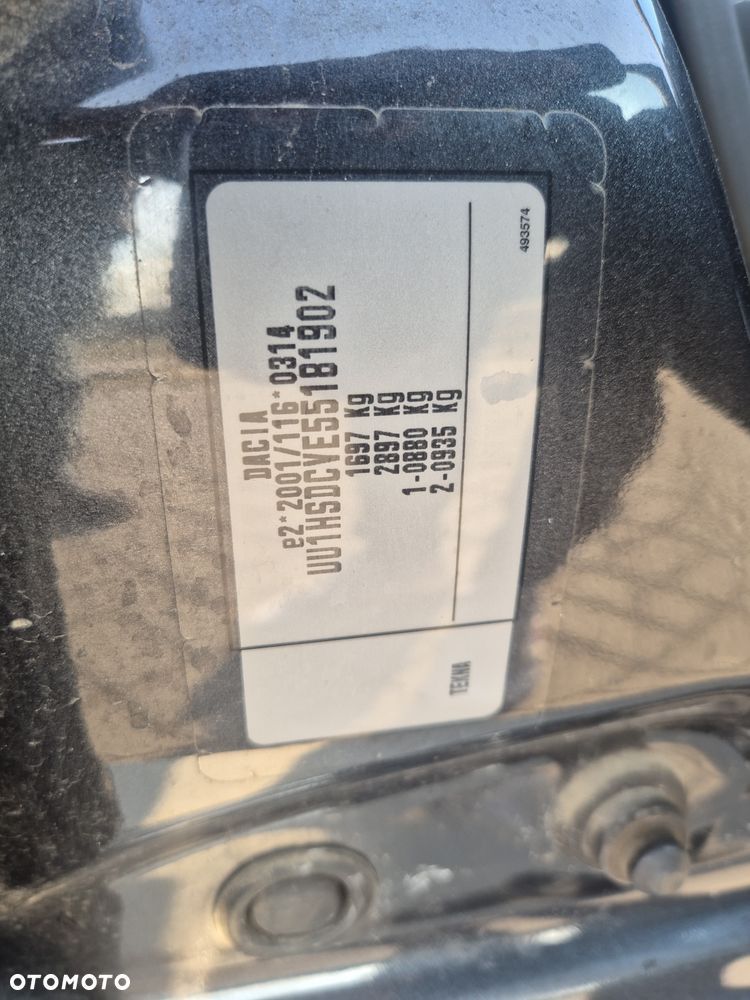 DACIA
e2*2001/116*0314
UU1HSDCVE55181902
1697 Kg
2897 Kg
1-0880 Kg
2-0935 Kg
493574
TEKNA
OTOMOTO